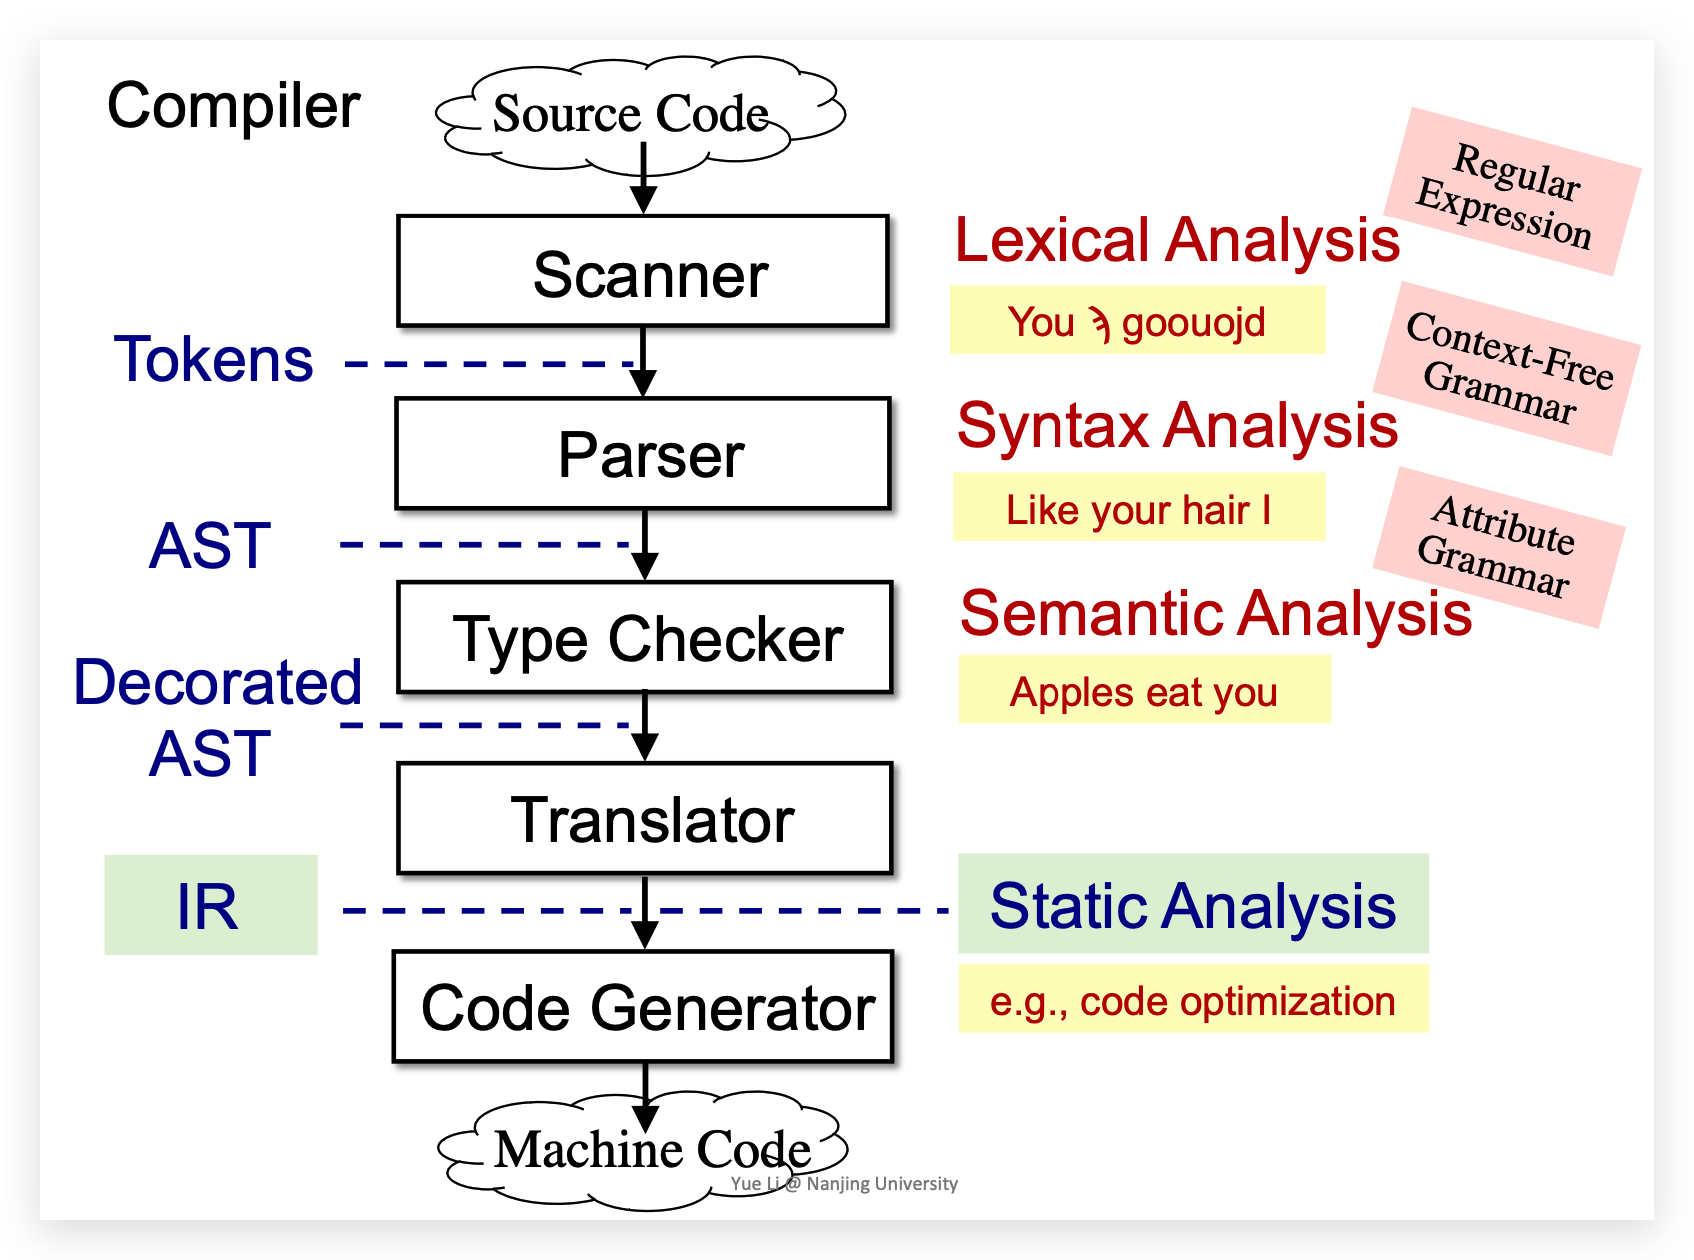 Compiler
Source Code
Regular
Expression
Scanner
Lexical Analysis
You Ϡ goouojd
Tokens
Context-Free
Grammar
Parser
Syntax Analysis
Like your hair I
AST
Attribute
Grammar
Type Checker
Semantic Analysis
Apples eat you
Decorated
AST
Translator
IR
Static Analysis
e.g., code optimization
Code Generator
Machine Code
Yue Li @ Nanjing University